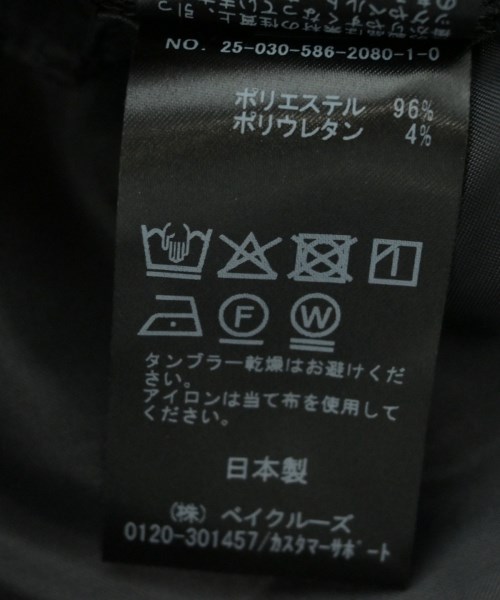 NO. 25-030-586-2080-1-0
ポリエステル 96%
ポリウレタン 4%
F W
タンブラー乾燥はお避けくだ
さい。
アイロンは当て布を使用して
ください。
日本製
(株) ベイクルーズ
0120-301457/カスタマーサポート